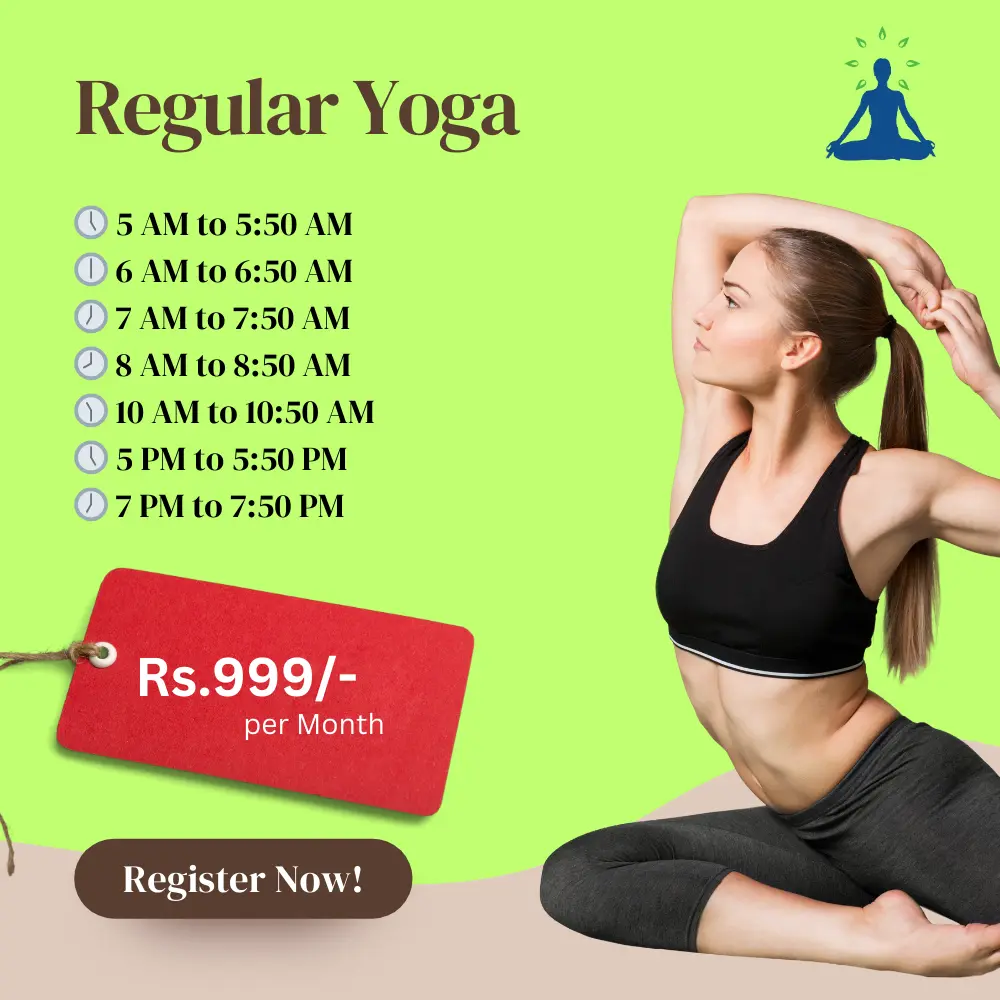 Regular Yoga
5 AM to 5:50 AM
6 AM to 6:50 AM
7 AM to 7:50 AM
8 AM to 8:50 AM
10 AM to 10:50 AM
5 PM to 5:50 PM
7 PM to 7:50 PM
Rs.999/-
per Month
Register Now!